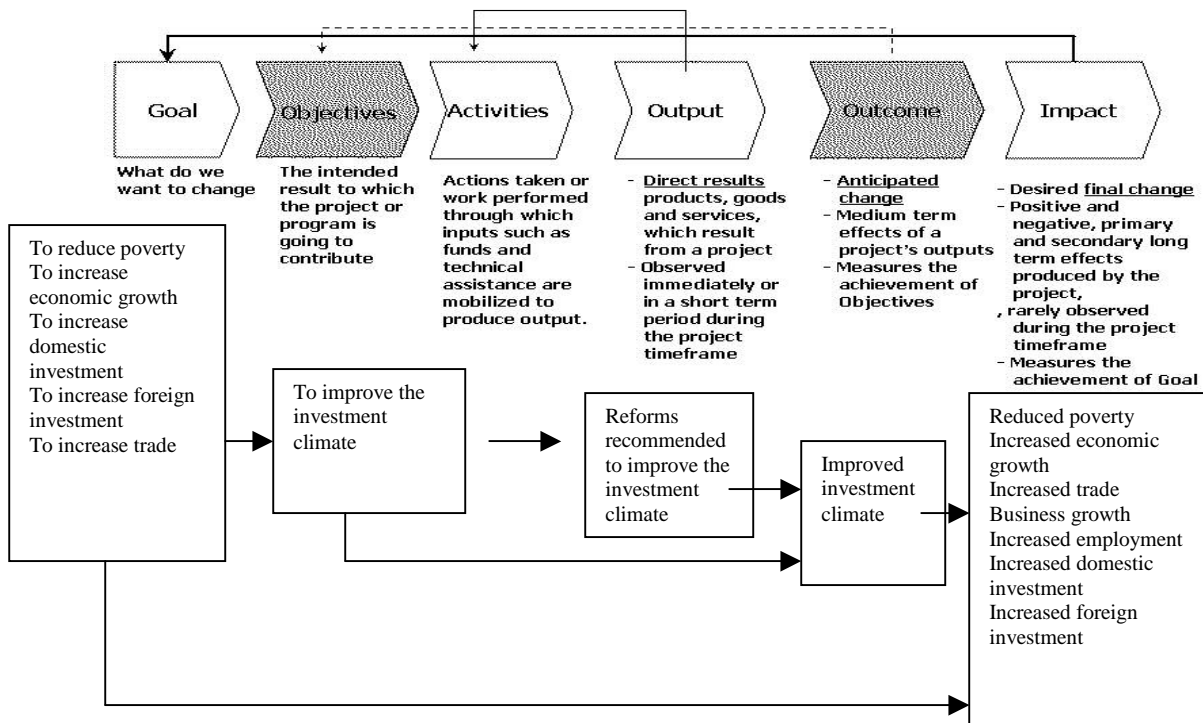 Goal
Objectives
Activities
Output
Outcome
Impact
What do we
want to change
The intended
result to which
the project or
program is
going to
contribute
Actions taken or
work performed
through which
inputs such as
funds and
technical
assistance are
mobilized to
produce output.
- Direct results
products, goods
and services,
which result
from a project
- Observed
immediately or
in a short term
period during
the project
timeframe
- Anticipated
change
- Medium term
effects of a
project's outputs
- Measures the
achievement of
Objectives
- Desired final change
- Positive and
negative, primary
and secondary long
term effects
produced by the
project,
, rarely observed
during the project
timeframe
- Measures the
achievement of Goal
To reduce poverty
To increase
economic growth
To increase
domestic
investment
To increase foreign
investment
To increase trade
To improve the
investment
climate
Reforms
recommended
to improve the
investment
climate
Improved
investment
climate
Reduced poverty
Increased economic
growth
Increased trade
Business growth
Increased employment
Increased domestic
investment
Increased foreign
investment